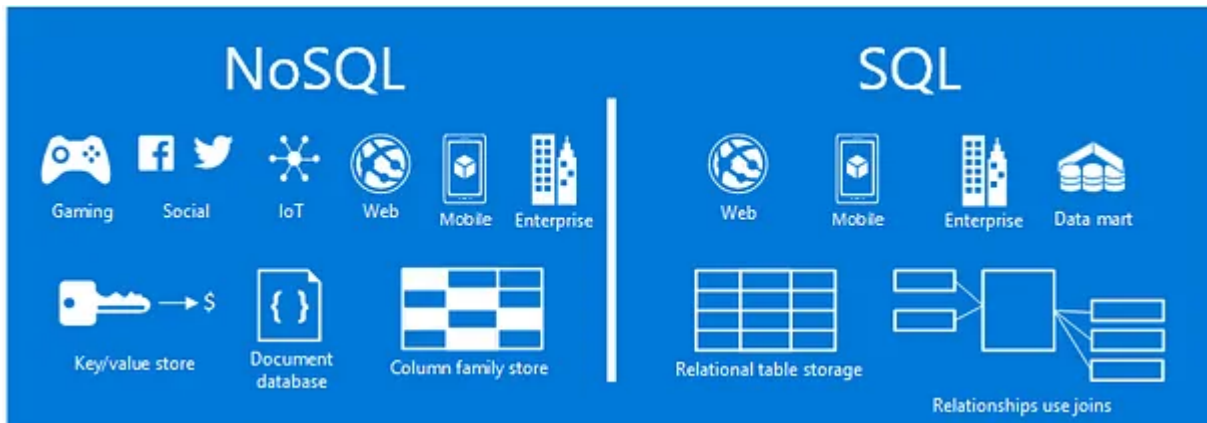 NoSQL
Gaming
Social
IoT
Web
Mobile
Enterprise
$
{ }
Key/value store
Document
database
Column family store
SQL
Web
Mobile
Enterprise
Data mart
Relational table storage
Relationships use joins